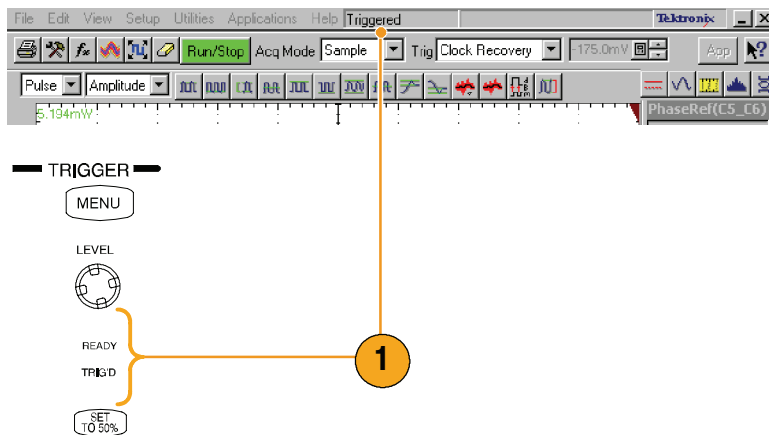 File Edit View Setup Utilities Applications Help Triggered Tektronix
Run/Stop Acq Mode Sample Trig Clock Recovery -175.0mV App
Pulse Amplitude
5.194mW PhaseRef(C5_C6)
TRIGGER
MENU
LEVEL
READY
TRIG'D
1
SET
TO 50%